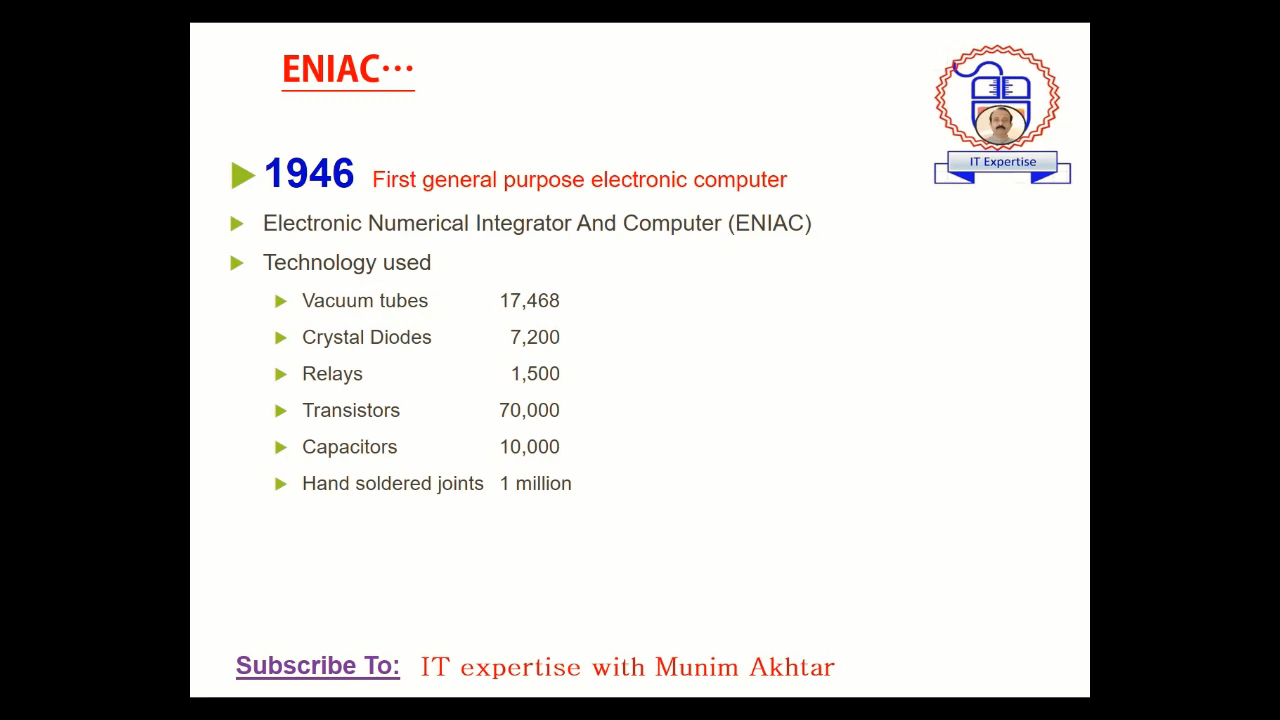 ENIAC…
IT Expertise
1946 First general purpose electronic computer
Electronic Numerical Integrator And Computer (ENIAC)
Technology used
Vacuum tubes 17,468
Crystal Diodes 7,200
Relays 1,500
Transistors 70,000
Capacitors 10,000
Hand soldered joints 1 million
Subscribe To: IT expertise with Munim Akhtar